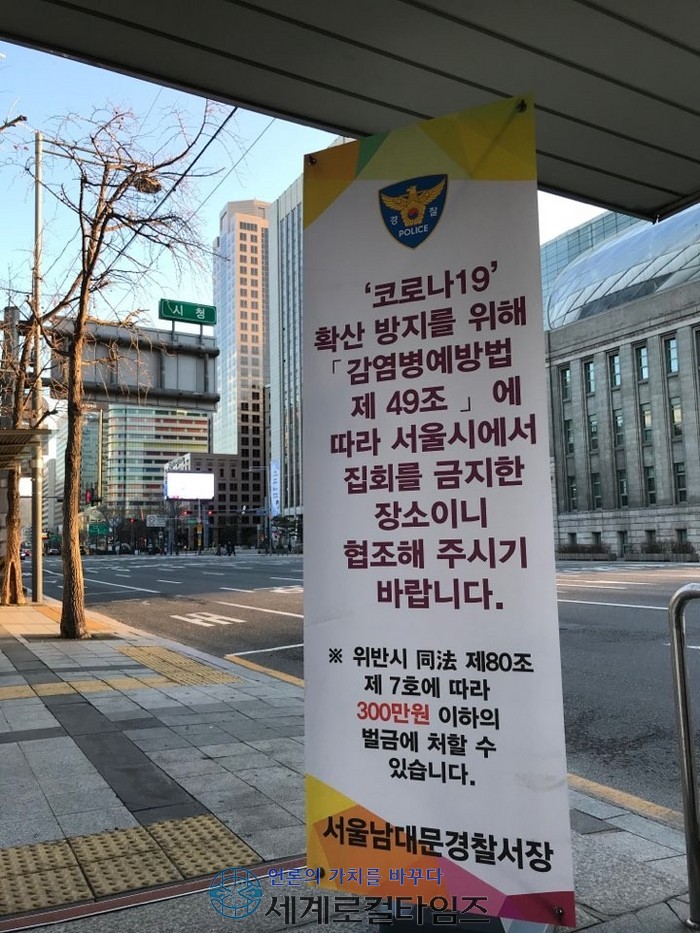 시 청
경 찰
POLICE
‘코로나19’
확산 방지를 위해
「감염병예방법
제 49조 」 에
따라 서울시에서
집회를 금지한
장소이니
협조해 주시기
바랍니다.
※ 위반시 同法 제80조
제 7호에 따라
300만원 이하의
벌금에 처할 수
있습니다.
서울남대문경찰서장
언론의 가치를 바꾸다
세계로컬타임즈